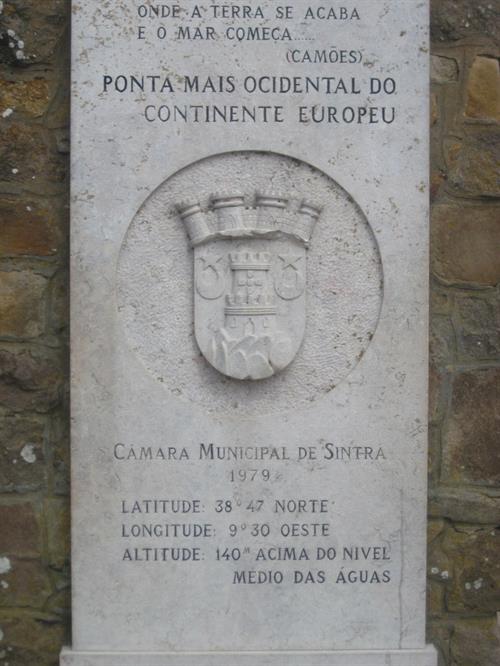 ONDE A TERRA SE ACABA
E O MAR COMEÇA......
(CAMÕES)
PONTA MAIS OCIDENTAL DO
CONTINENTE EUROPEU
CÂMARA MUNICIPAL DE SINTRA
1979
LATITUDE: 38° 47' NORTE
LONGITUDE: 9° 30 OESTE
ALTITUDE: 140ᴹ ACIMA DO NIVEL
MÉDIO DAS ÁGUAS